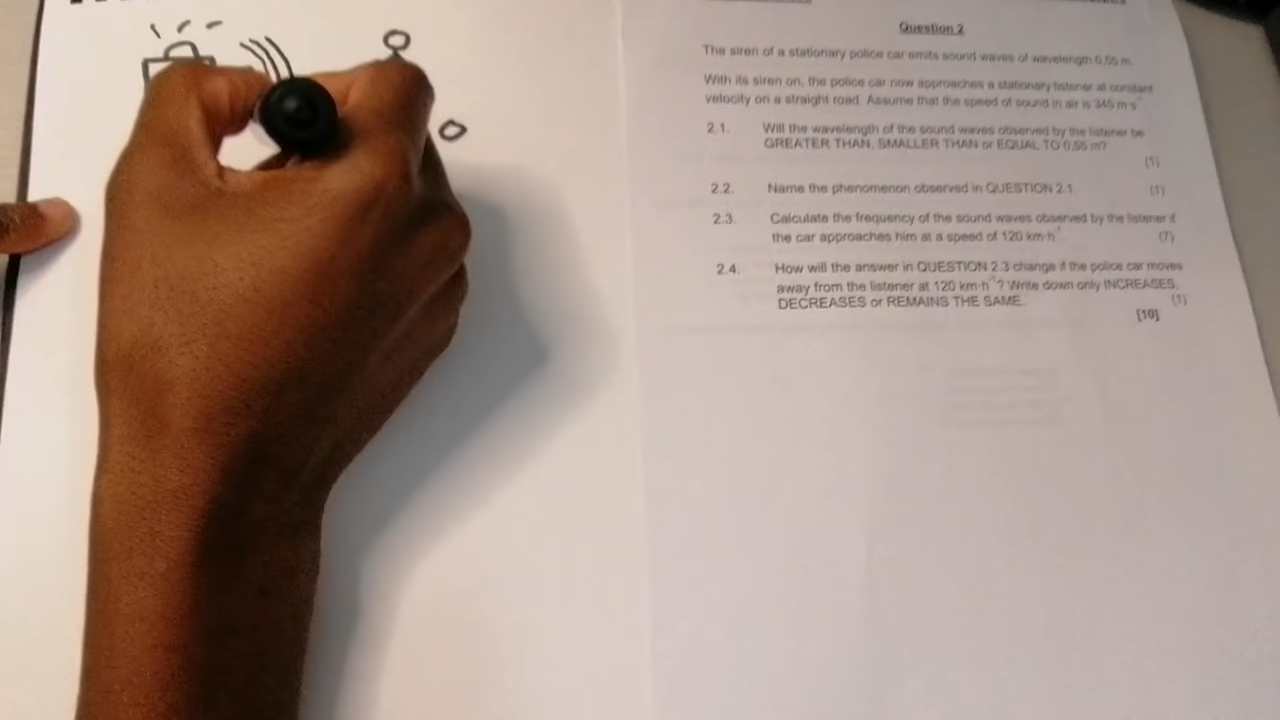 Question 2
The siren of a stationary police car emits sound waves of wavelength 0,55 m.
With its siren on, the police car now approaches a stationary listener at constant
velocity on a straight road. Assume that the speed of sound in air is 345 m·s⁻¹
2.1. Will the wavelength of the sound waves observed by the listener be
GREATER THAN, SMALLER THAN or EQUAL TO 0,55 m?
(1)
2.2. Name the phenomenon observed in QUESTION 2.1. (1)
2.3. Calculate the frequency of the sound waves observed by the listener if
the car approaches him at a speed of 120 km·h⁻¹. (7)
2.4. How will the answer in QUESTION 2.3 change if the police car moves
away from the listener at 120 km·h⁻¹? Write down only INCREASES,
DECREASES or REMAINS THE SAME. (1)
[10]